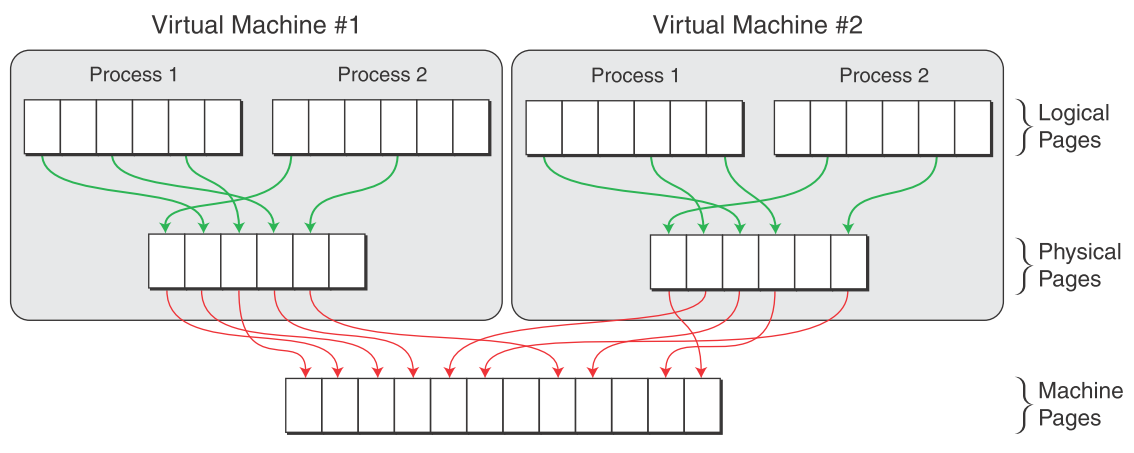 Virtual Machine #1
Virtual Machine #2
Process 1
Process 2
Process 1
Process 2
Logical
Pages
Physical
Pages
Machine
Pages